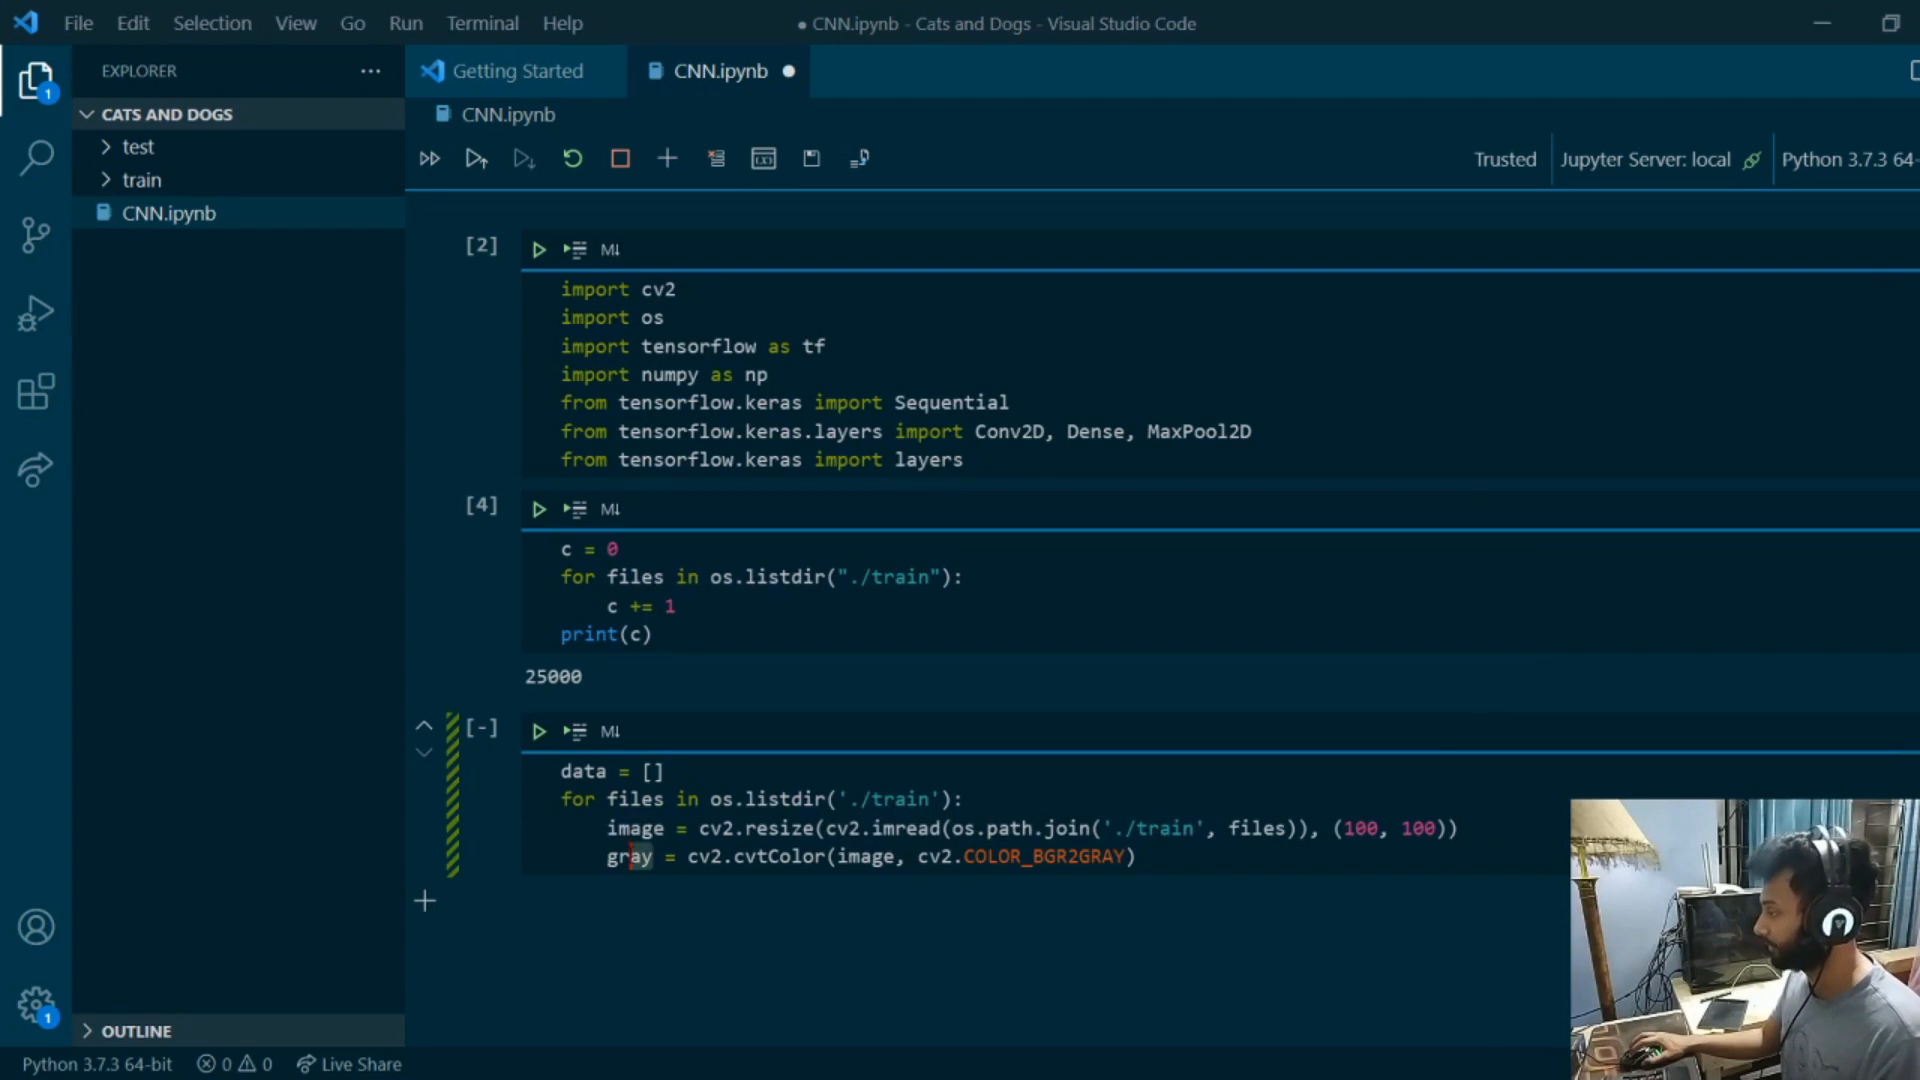 File Edit Selection View Go Run Terminal Help
● CNN.ipynb - Cats and Dogs - Visual Studio Code
EXPLORER
Getting Started
CNN.ipynb
1
CATS AND DOGS
test
train
CNN.ipynb
CNN.ipynb
Trusted
Jupyter Server: local
Python 3.7.3 64-
[2]
M↓
import cv2
import os
import tensorflow as tf
import numpy as np
from tensorflow.keras import Sequential
from tensorflow.keras.layers import Conv2D, Dense, MaxPool2D
from tensorflow.keras import layers
[4]
M↓
c = 0
for files in os.listdir("./train"):
c += 1
print(c)
25000
[-]
M↓
data = []
for files in os.listdir('./train'):
image = cv2.resize(cv2.imread(os.path.join('./train', files)), (100, 100))
gray = cv2.cvtColor(image, cv2.COLOR_BGR2GRAY)
1
OUTLINE
Python 3.7.3 64-bit
0
0
Live Share